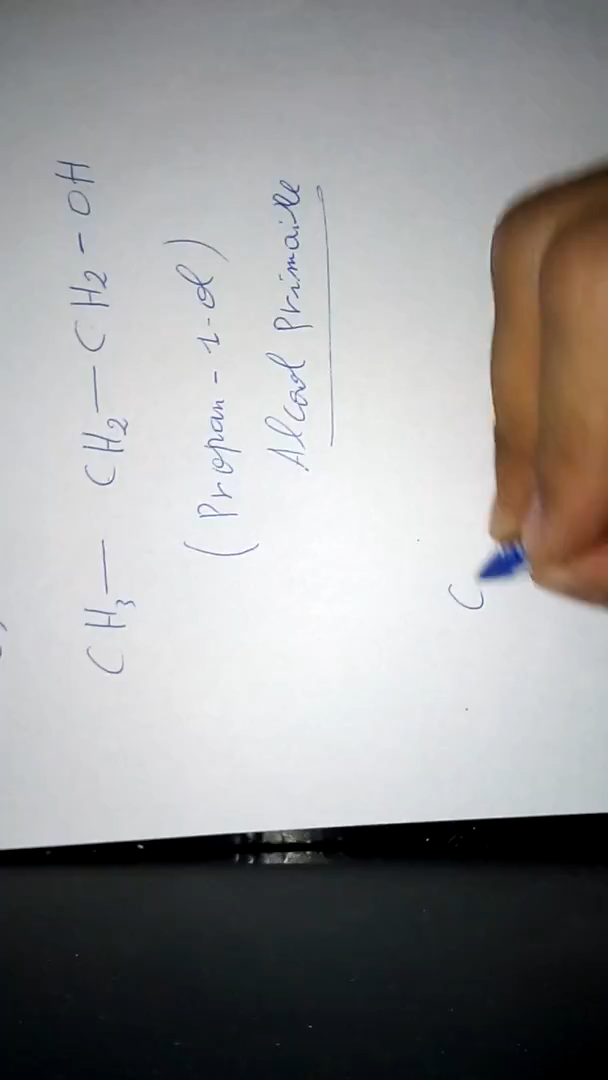 CH3 — CH2 — CH2 – OH
(Propan - 1 - ol)
Alcool Primaire
C